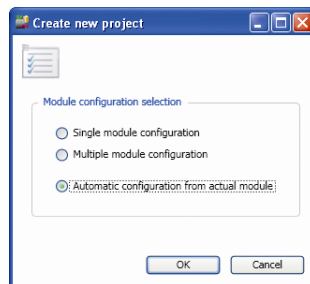 Create new project
Module configuration selection
Single module configuration
Multiple module configuration
Automatic configuration from actual module
OK
Cancel